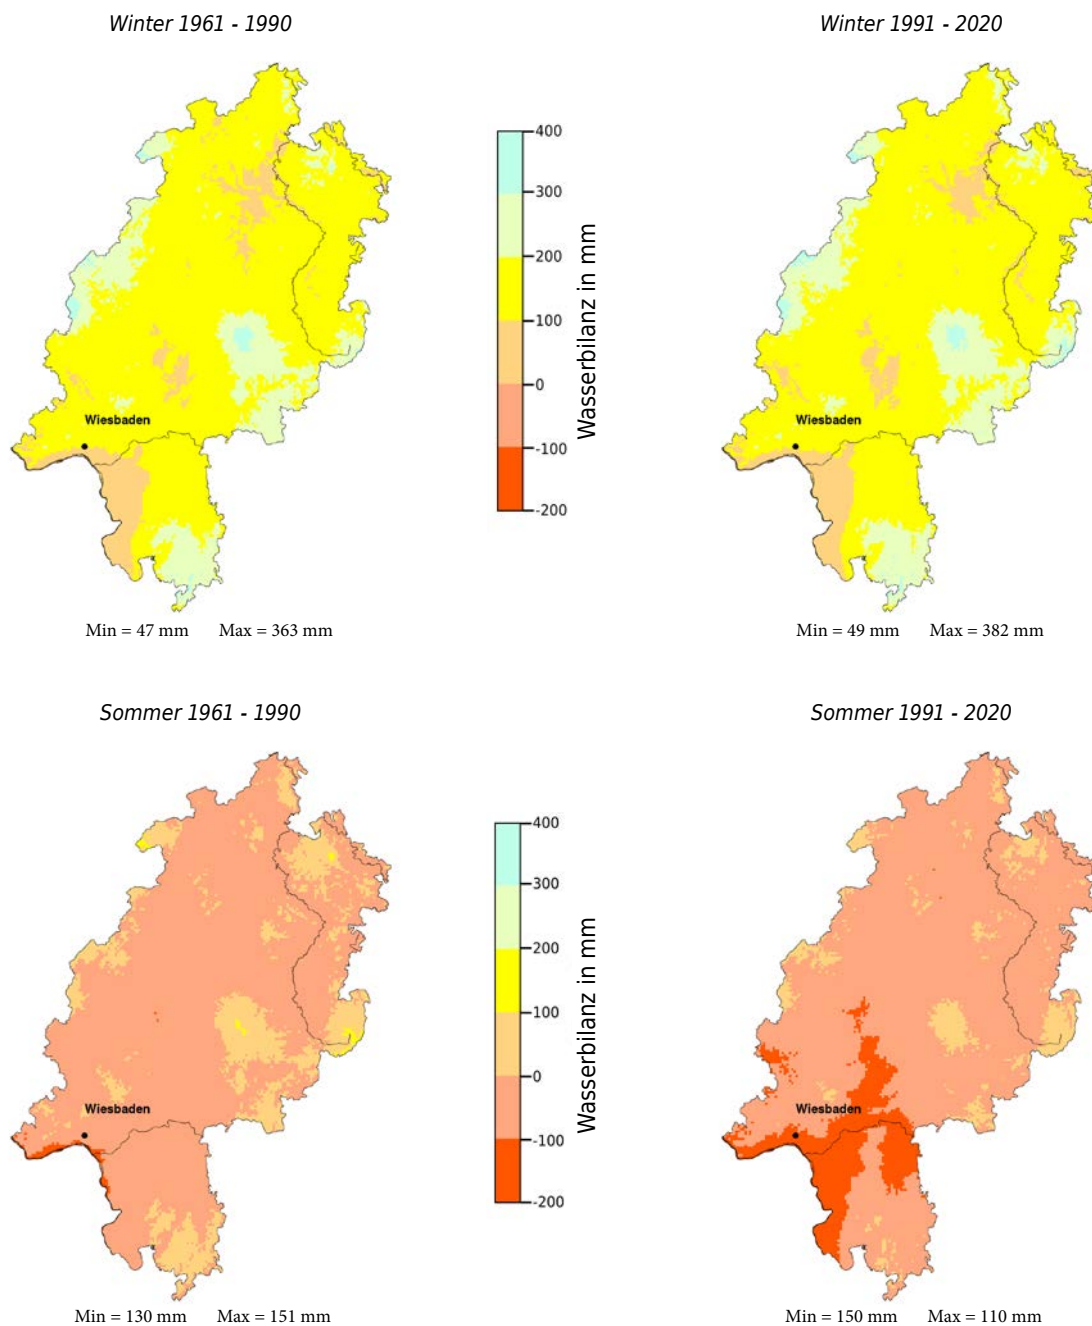 Winter 1961 - 1990
Winter 1991 - 2020
400
300
200
100
0
-100
-200
Wasserbilanz in mm
Wiesbaden
Wiesbaden
Min = 47 mm Max = 363 mm
Min = 49 mm Max = 382 mm
Sommer 1961 - 1990
Sommer 1991 - 2020
400
300
200
100
0
-100
-200
Wasserbilanz in mm
Wiesbaden
Wiesbaden
Min = 130 mm Max = 151 mm
Min = 150 mm Max = 110 mm